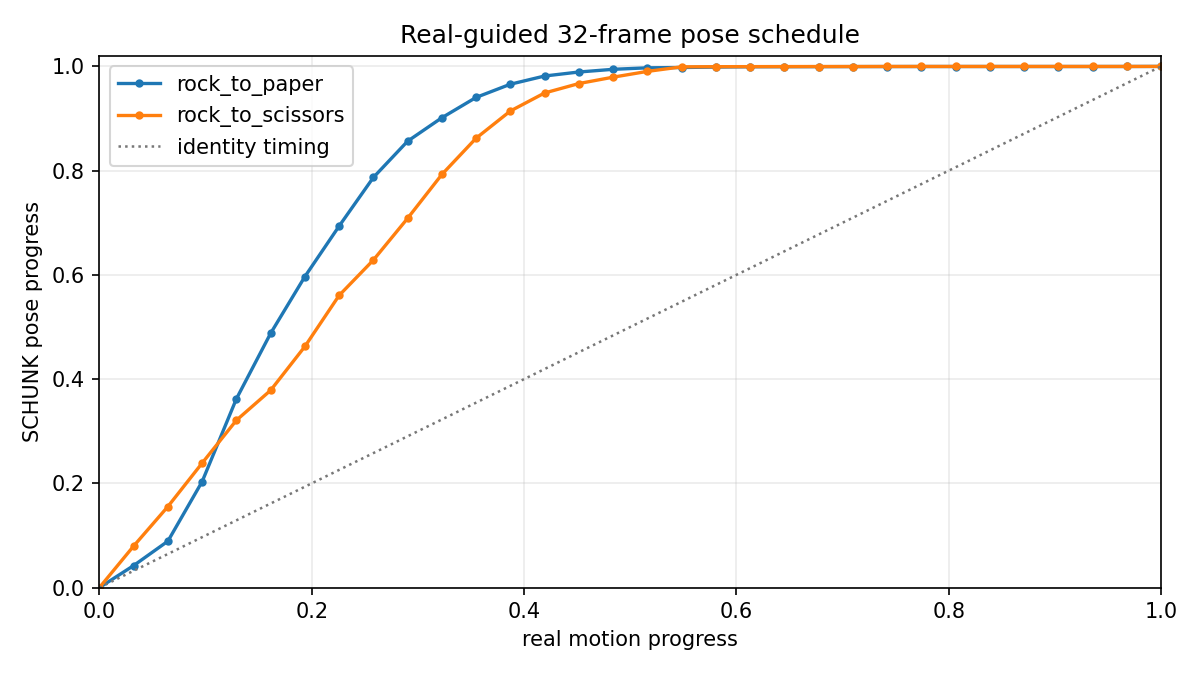 Real-guided 32-frame pose schedule
rock_to_paper
rock_to_scissors
identity timing
SCHUNK pose progress
1.0
0.8
0.6
0.4
0.2
0.0
0.0 0.2 0.4 0.6 0.8 1.0
real motion progress